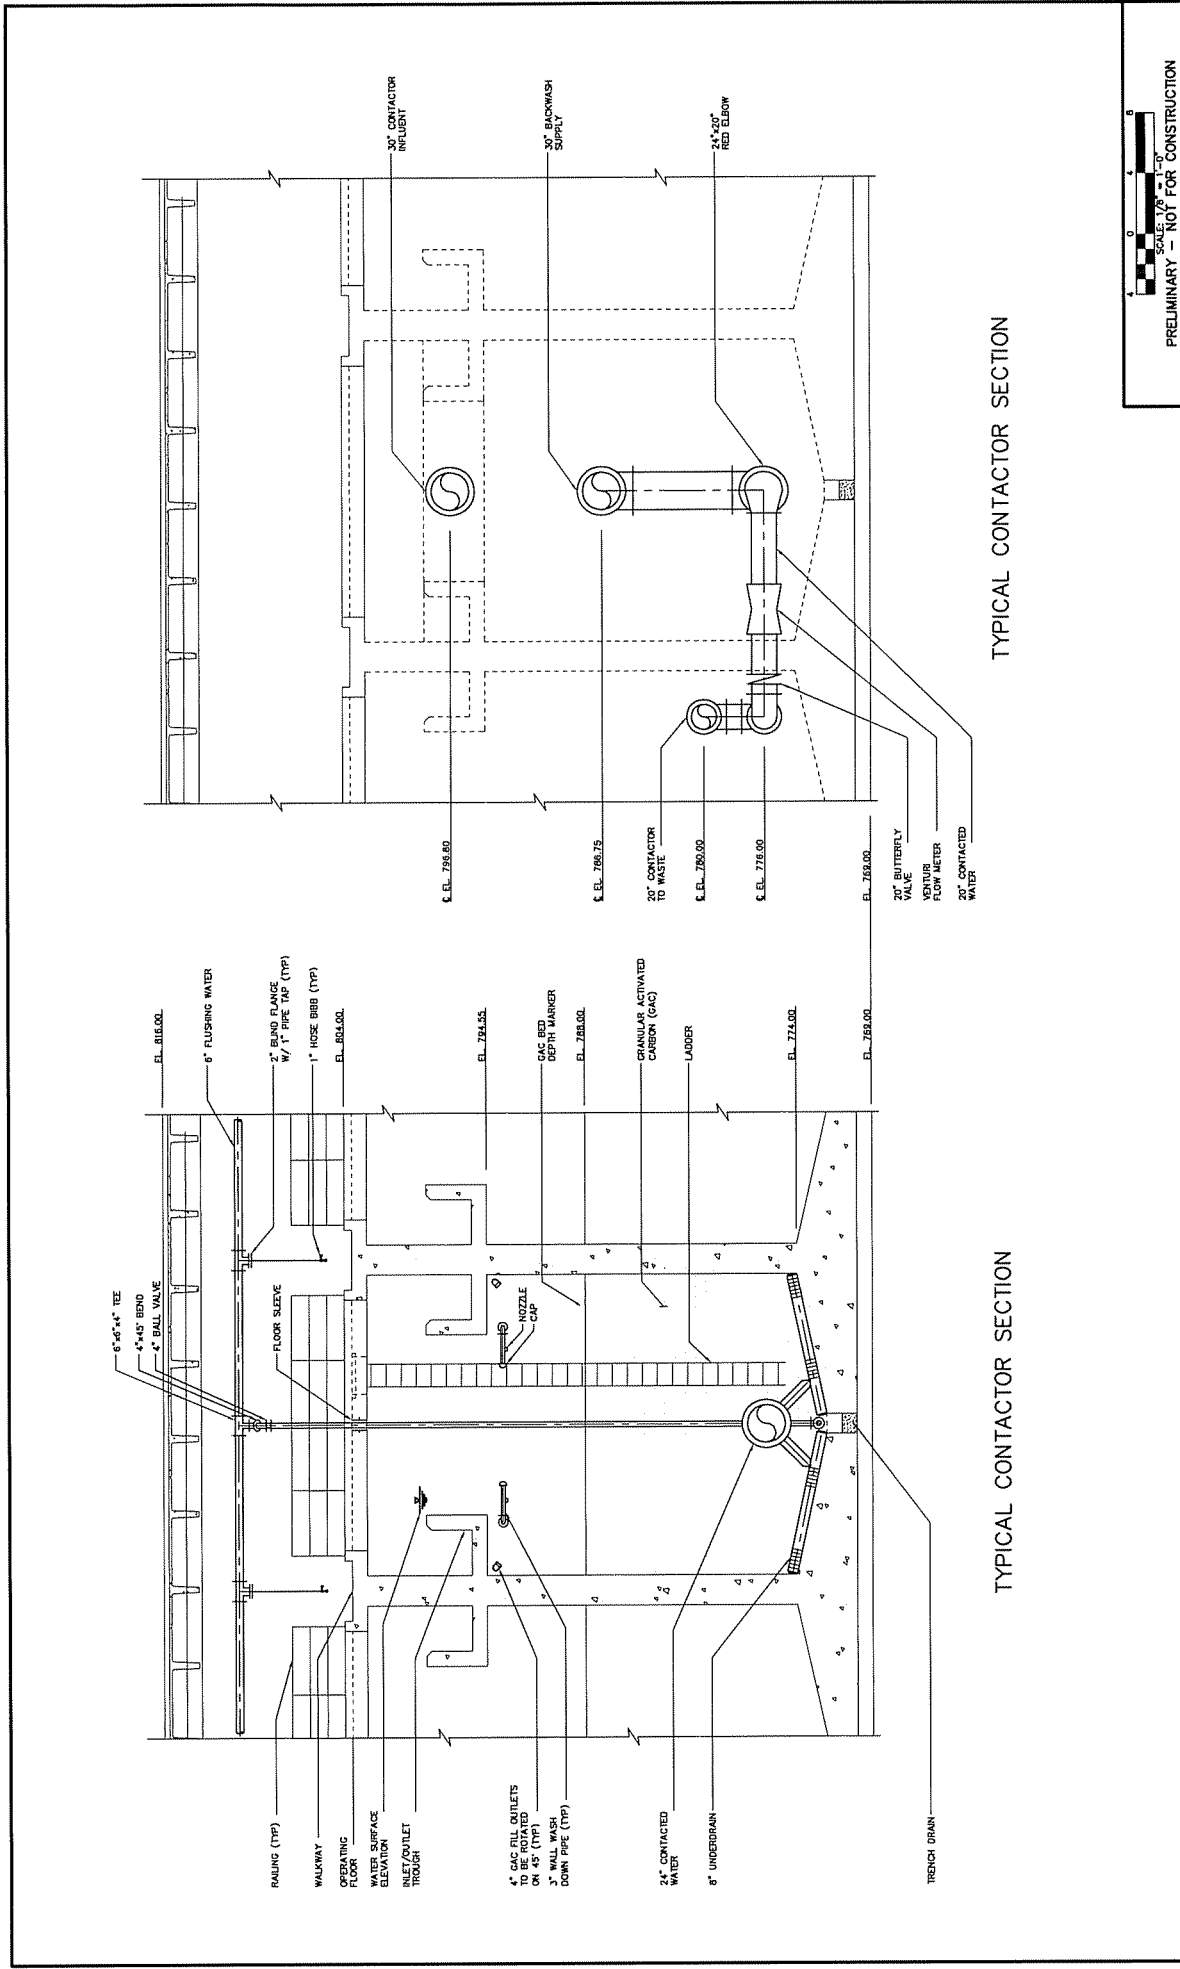 6"x6"x4" TEE
4"x45° BEND
4" BALL VALVE
FLOOR SLEEVE
RAILING (TYP)
WALKWAY
OPERATING
FLOOR
WATER SURFACE
ELEVATION
INLET/OUTLET
TROUGH
4" GAC FILL OUTLETS
TO BE ROTATED
ON 45° (TYP)
3" WALL WASH
DOWN PIPE (TYP)
24" CONTACTED
WATER
8" UNDERDRAIN
TRENCH DRAIN
NOZZLE
CAP
EL. 816.00
6" FLUSHING WATER
2" BLIND FLANGE
W/ 1" PIPE TAP (TYP)
1" HOSE BIBB (TYP)
EL. 804.00
EL. 794.55
GAC BED
DEPTH MARKER
EL. 788.00
GRANULAR ACTIVATED
CARBON (GAC)
LADDER
EL. 774.00
EL. 769.00
TYPICAL CONTACTOR SECTION
℄ EL. 796.80
℄ EL. 786.75
20" CONTACTOR
TO WASTE
℄ EL. 780.00
℄ EL. 776.00
EL. 769.00
20" BUTTERFLY
VALVE
VENTURI
FLOW METER
20" CONTACTED
WATER
30" CONTACTOR
INFLUENT
30" BACKWASH
SUPPLY
24"x20"
RED ELBOW
TYPICAL CONTACTOR SECTION
4 0 4 8
SCALE: 1/8" = 1'-0"
PRELIMINARY – NOT FOR CONSTRUCTION